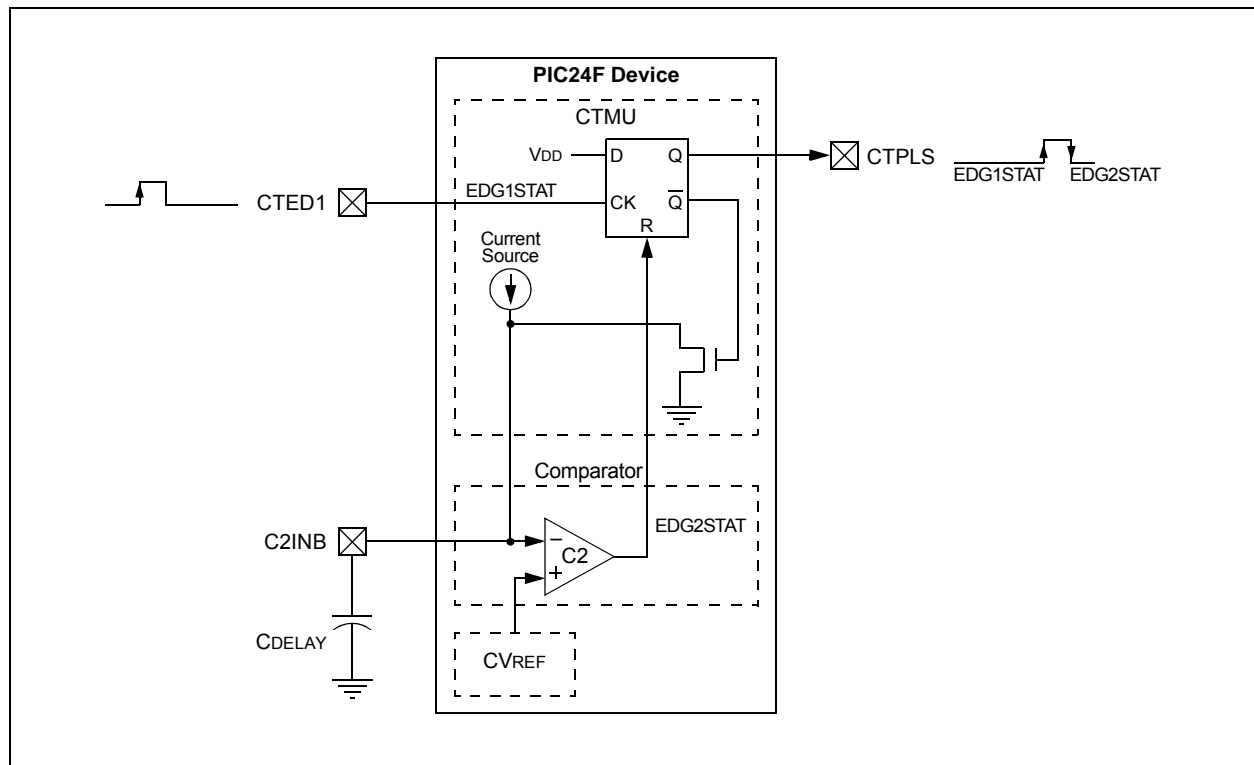 PIC24F Device
CTMU
VDD
D
Q
CTPLS
EDG1STAT
EDG2STAT
CTED1
EDG1STAT
CK
Q
R
Current
Source
Comparator
C2INB
–
C2
+
EDG2STAT
CDELAY
CVREF